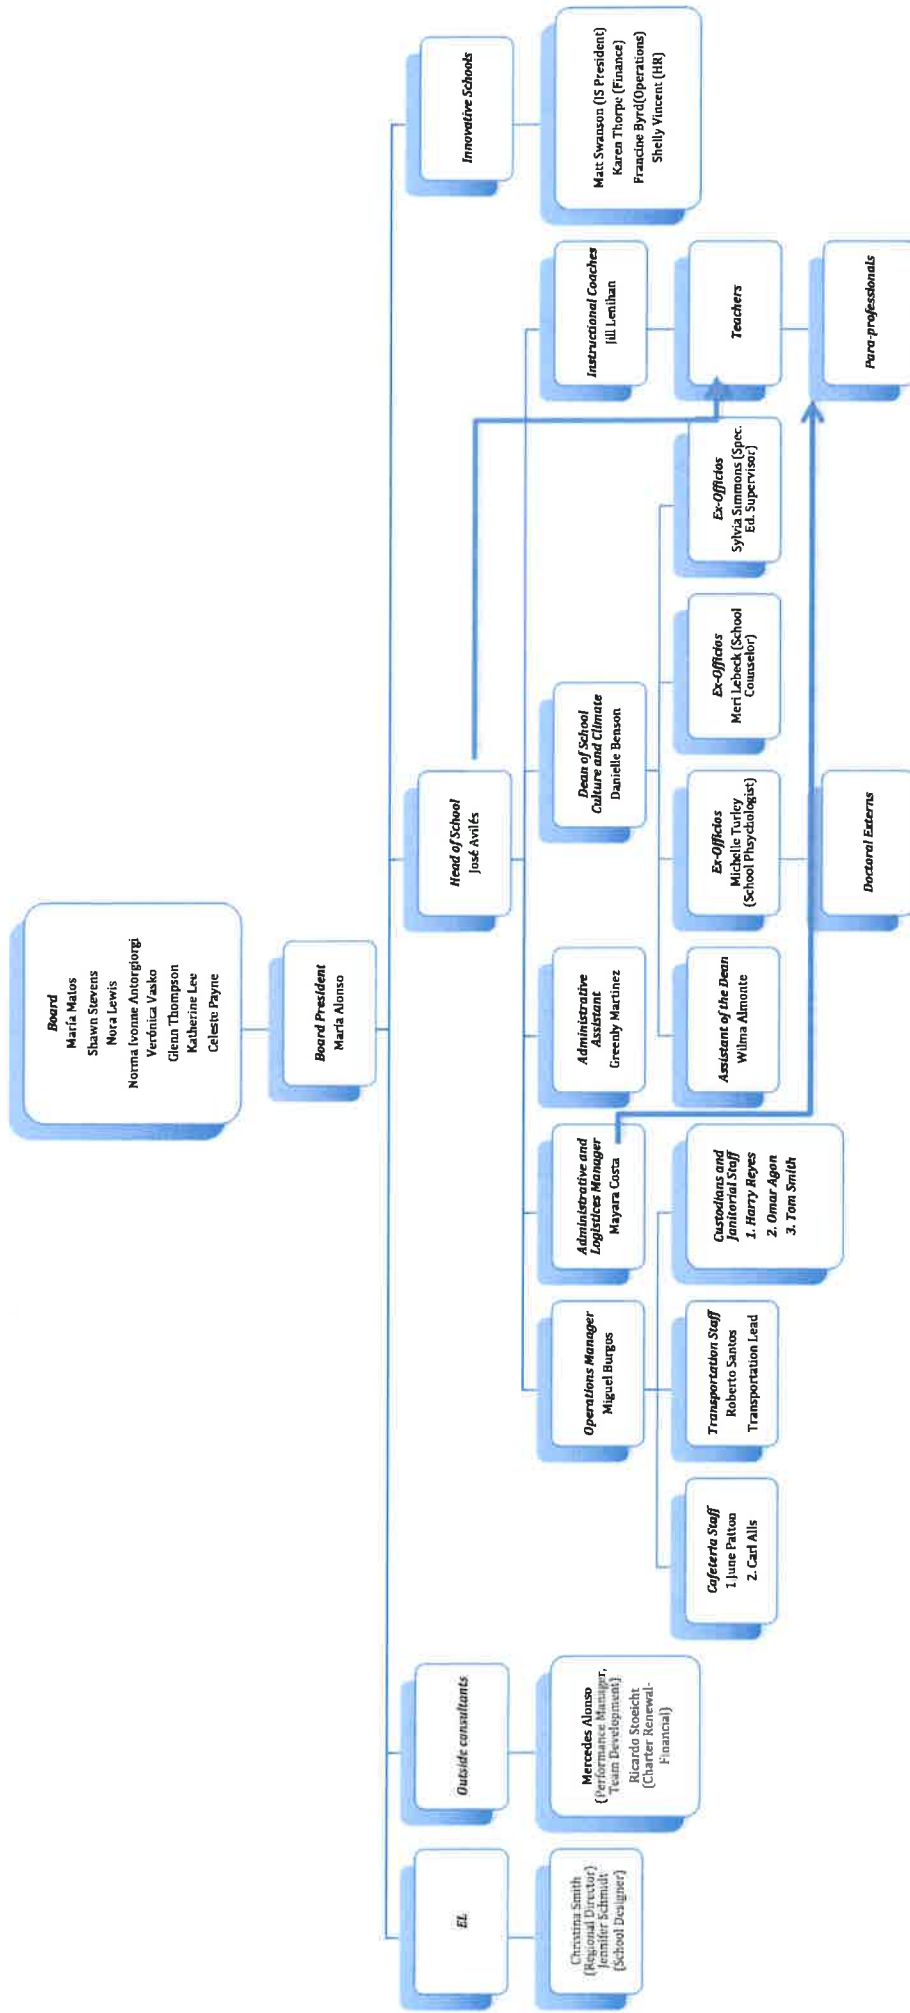 Board
María Matos
Shawn Stevens
Nora Lewis
Norma Ivonne Antorgiorgi
Verónica Vasko
Glenn Thompson
Katherine Lee
Celeste Payne
Board President
María Alonso
EL
Outside consultants
Head of School
José Avilés
Innovative Schools
Christina Smith
(Regional Director)
Jennifer Schmidt
(School Designer)
Mercedes Alonso
(Performance Manager,
Team Development)
Ricardo Stoeicht
(Charter Renewal-
Financial)
Operations Manager
Miguel Burgos
Administrative and
Logistices Manager
Mayara Costa
Administrative
Assistant
Greenly Martinez
Dean of School
Culture and Climate
Danielle Benson
Instructional Coaches
Jill Lenihan
Matt Swanson (IS President)
Karen Thorpe (Finance)
Francine Byrd(Operations)
Shelly Vincent (HR)
Cafeteria Staff
1.June Patton
2. Carl Alls
Transportation Staff
Roberto Santos
Transportation Lead
Custodians and
Janitorial Staff
1. Harry Reyes
2. Omar Agon
3. Tom Smith
Assistant of the Dean
Wilma Almonte
Ex-Officios
Michelle Turley
(School Phsychologist)
Ex-Officios
Meri Lebeck (School
Counselor)
Ex-Officios
Sylvia Simmons (Spec.
Ed. Supervisor)
Teachers
Doctoral Externs
Para-professionals